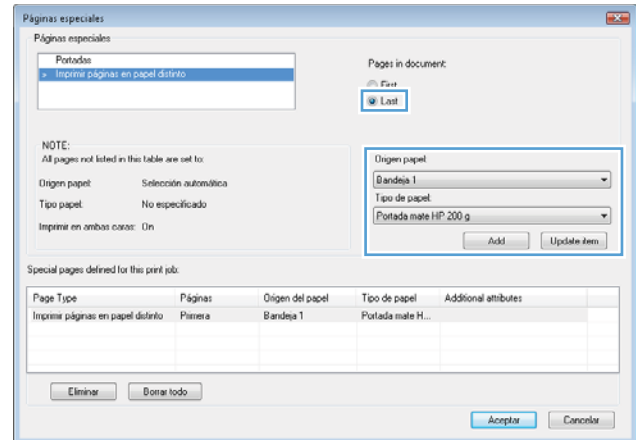 Páginas especiales
Páginas especiales
Portadas
> Imprimir páginas en papel distinto
Pages in document:
First
Last
NOTE:
All pages not listed in this table are set to:
Origen papel: Selección automática
Tipo papel: No especificado
Imprimir en ambas caras: On
Origen papel:
Bandeja 1
Tipo de papel:
Portada mate HP 200 g
Add Update item
Special pages defined for this print job:
Page Type Páginas Origen del papel Tipo de papel Additional attributes
Imprimir páginas en papel distinto Primera Bandeja 1 Portada mate H...
Eliminar Borrar todo
Aceptar Cancelar